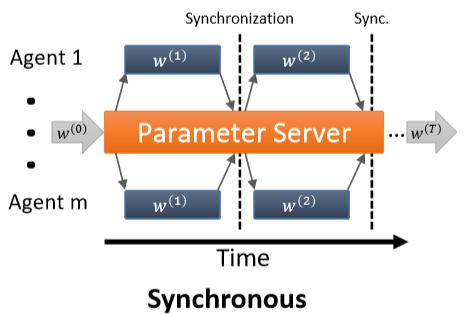 Synchronization Sync.
Agent 1 w⁽¹⁾ w⁽²⁾
w⁽⁰⁾ Parameter Server ... w⁽ᵀ⁾
Agent m w⁽¹⁾ w⁽²⁾
Time
Synchronous